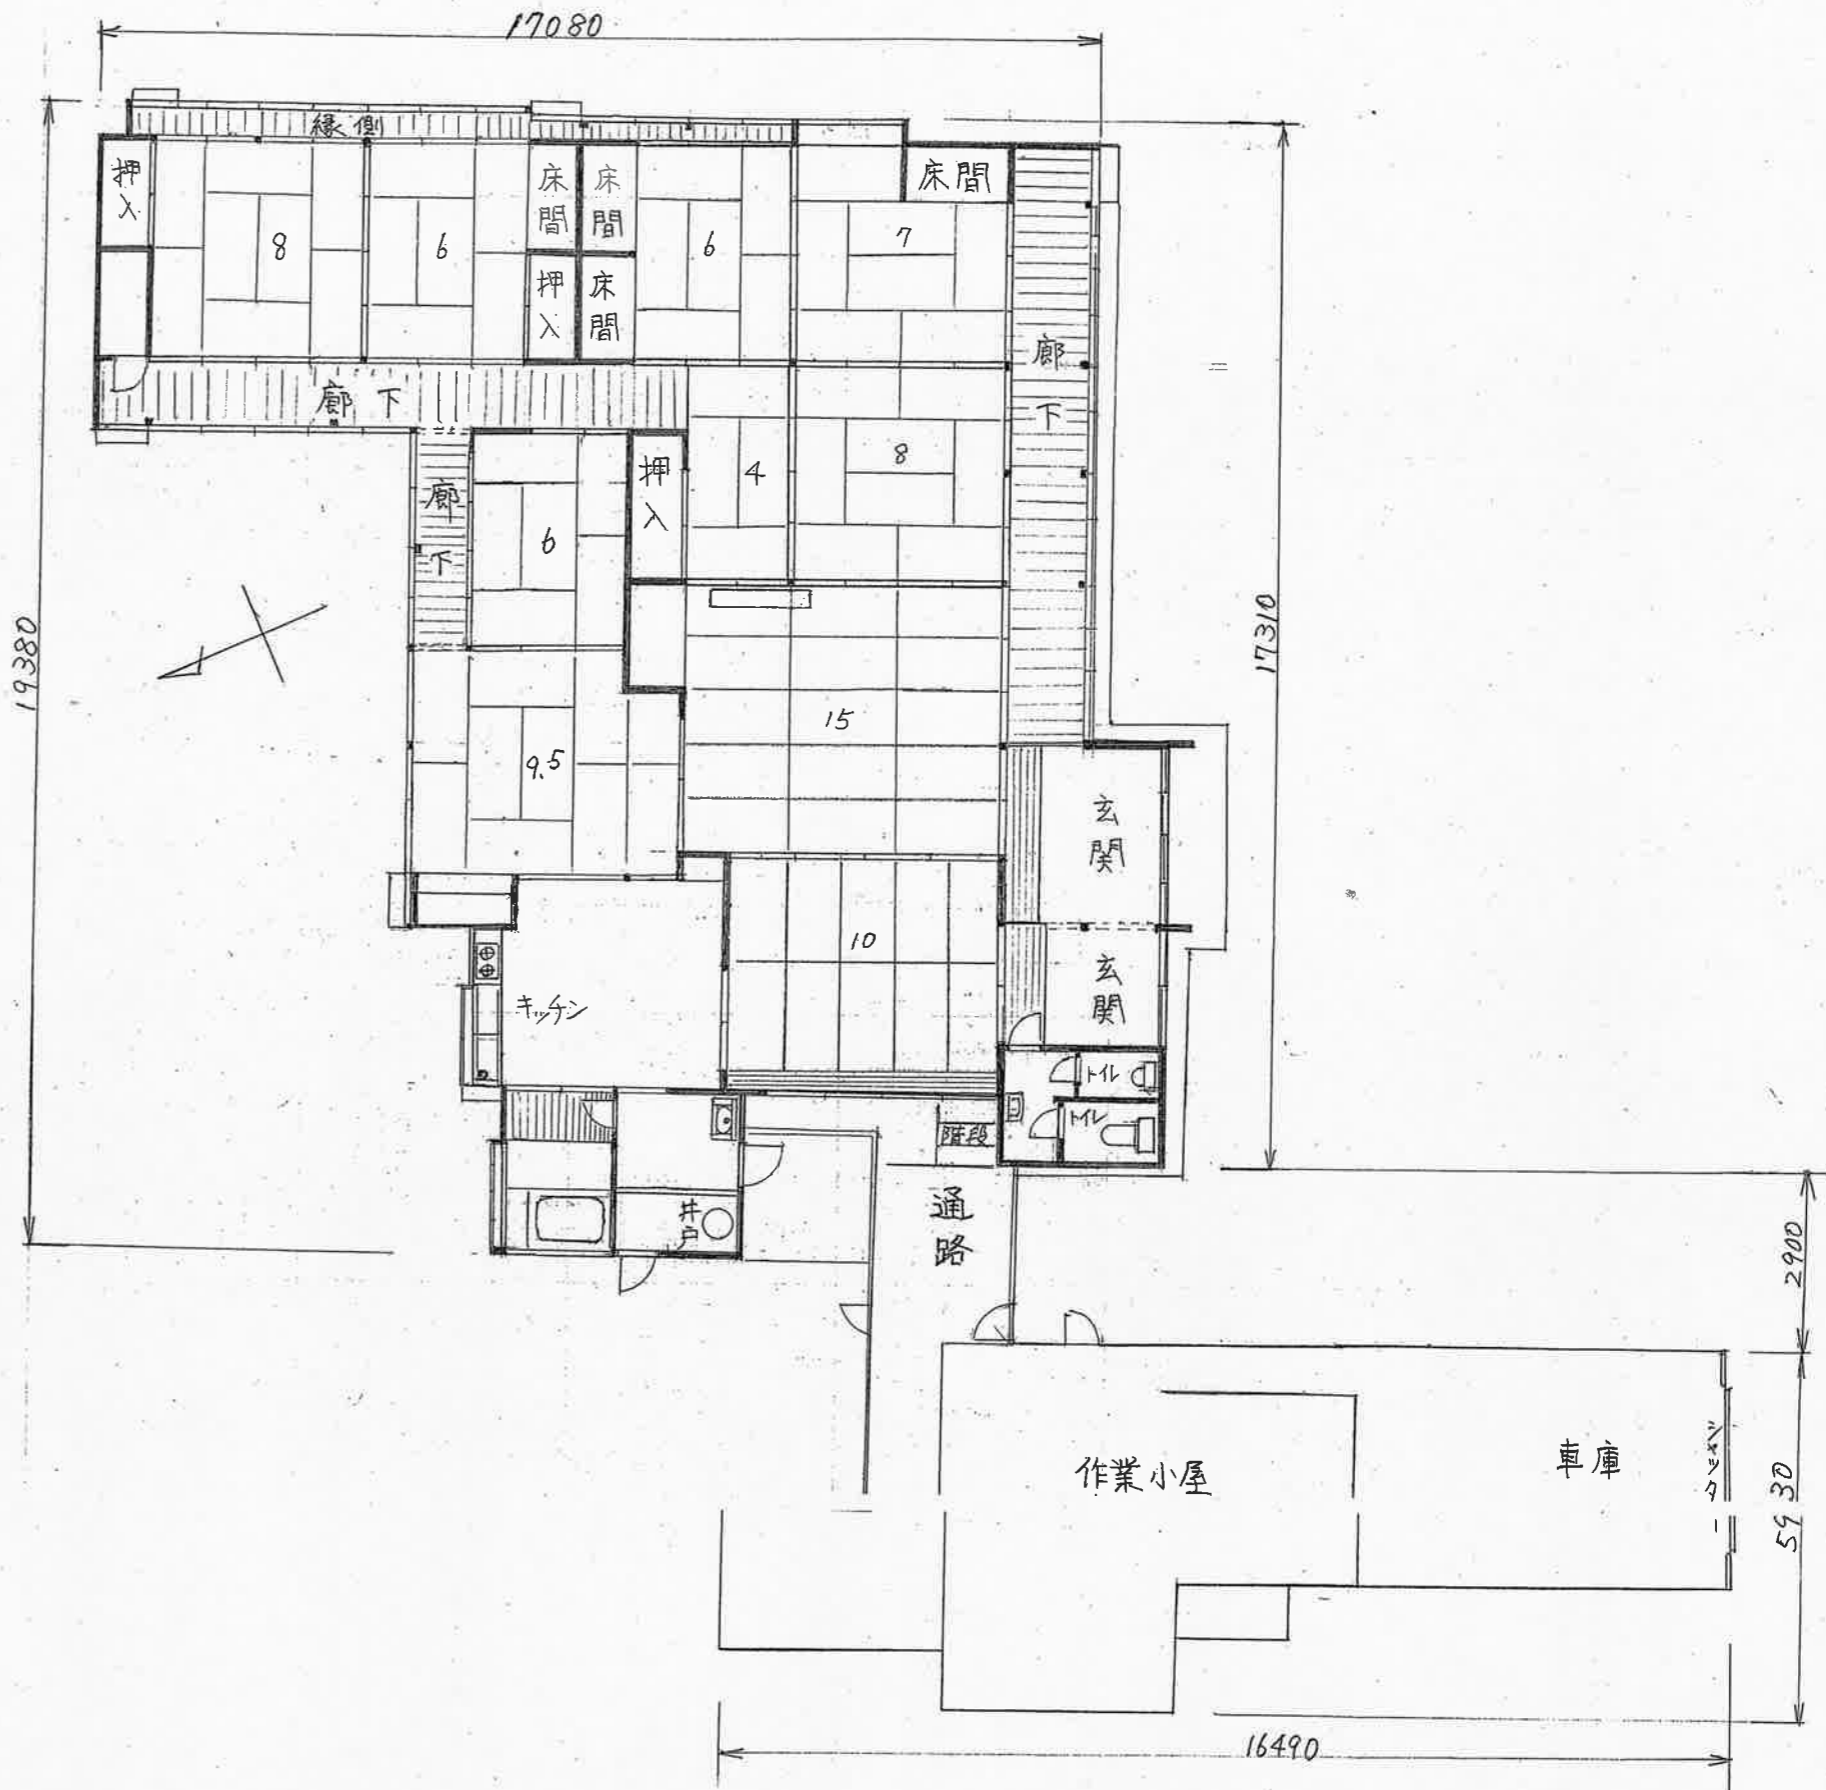 17080
縁側
押入
床間
床間
床間
8
6
6
7
押入
床間
廊下
廊下
廊下
押入
6
4
8
19380
17310
15
9.5
玄関
10
玄関
キッチン
トイレ
トイレ
階段
井戸
通路
2900
作業小屋
車庫
シャッター
5930
16490